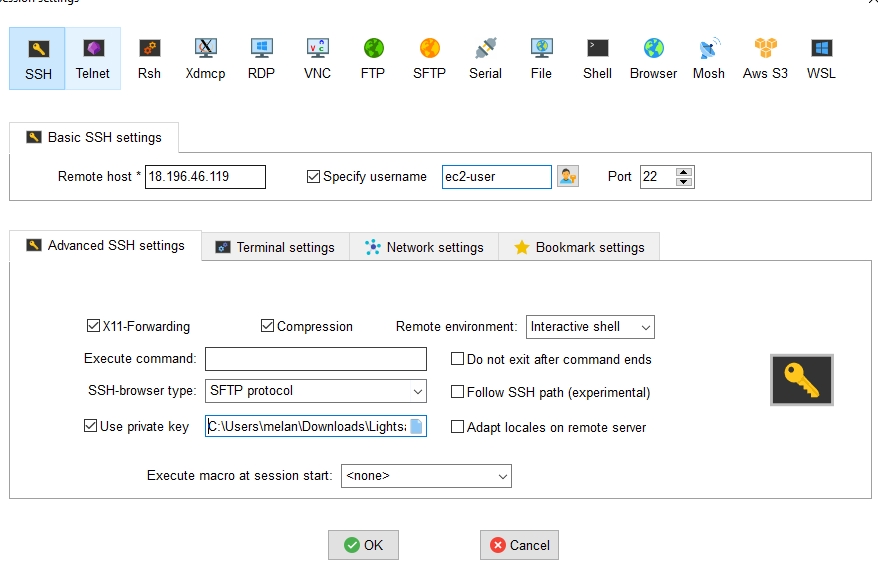 Session settings
SSH Telnet Rsh Xdmcp RDP VNC FTP SFTP Serial File Shell Browser Mosh Aws S3 WSL
Basic SSH settings
Remote host * 18.196.46.119 Specify username ec2-user Port 22
Advanced SSH settings Terminal settings Network settings Bookmark settings
X11-Forwarding Compression Remote environment: Interactive shell
Execute command: Do not exit after command ends
SSH-browser type: SFTP protocol Follow SSH path (experimental)
Use private key C:\Users\melan\Downloads\Lights Adapt locales on remote server
Execute macro at session start: <none>
OK Cancel